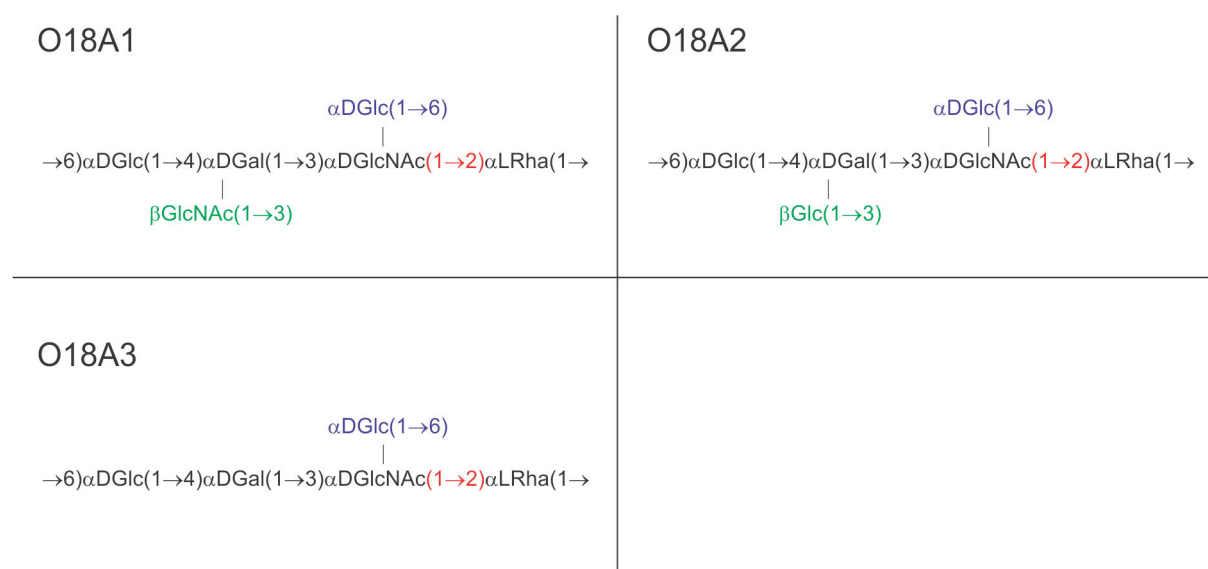 O18A1
αDGlc(1→6)
→6)αDGlc(1→4)αDGal(1→3)αDGlcNAc(1→2)αLRha(1→
βGlcNAc(1→3)
O18A2
αDGlc(1→6)
→6)αDGlc(1→4)αDGal(1→3)αDGlcNAc(1→2)αLRha(1→
βGlc(1→3)
O18A3
αDGlc(1→6)
→6)αDGlc(1→4)αDGal(1→3)αDGlcNAc(1→2)αLRha(1→